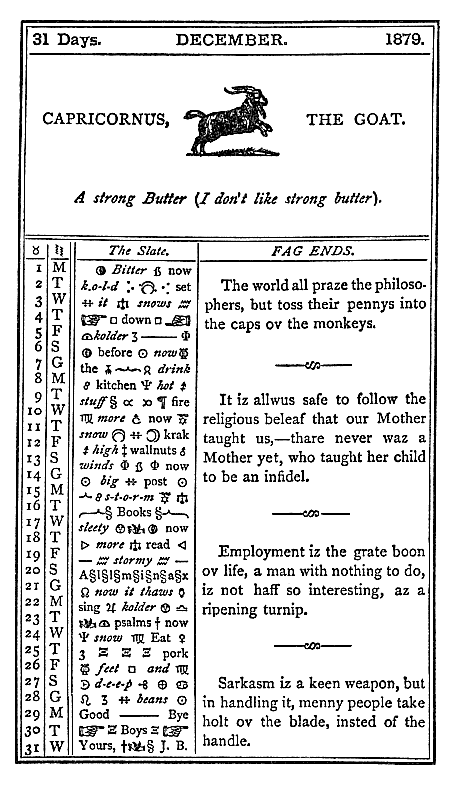 31 Days. DECEMBER. 1879.
CAPRICORNUS, THE GOAT.
A strong Butter (I don't like strong butter).
♉ ♮ The Slate. FAG ENDS.
1 M Bitter ß now
2 T k.o.l.d set
3 W it ♎ snows ♒
4 T ☞ □ down □ ☜
5 F kolder ʒ —— Φ
6 S before ⊙ now
7 G the Ω drink
8 M kitchen Ψ hot ‡
9 T stuff § ∝ ∞ ¶ fire
10 W ♍ more now
11 T snow krak
12 F ‡ high ‡ wallnuts
13 S winds Φ ß Φ now
14 G ⊙ big post ⊙
15 M s-t-o-r-m ♎
16 T § Books §
17 W sleety now
18 T ▷ more ♎ read ◁
19 F — ♒ stormy ♒ —
20 S A§l§l§m§i§n§a§x
21 G Ω now it thaws
22 M sing ♃ kolder
23 T psalms † now
24 W Ψ snow ♍ Eat ♀
25 T 3 Ξ Ξ Ξ pork
26 F feet □ and ♍
27 S d-e-e-p ⊕
28 G Ω 3 beans ⊙
29 M Good —— Bye
30 T ☞ Ξ Boys Ξ ☞
31 W Yours, † § J. B.
The world all praze the philoso-
phers, but toss their pennys into
the caps ov the monkeys.
It iz allwus safe to follow the
religious beleaf that our Mother
taught us,—thare never waz a
Mother yet, who taught her child
to be an infidel.
Employment iz the grate boon
ov life, a man with nothing to do,
iz not haff so interesting, az a
ripening turnip.
Sarkasm iz a keen weapon, but
in handling it, menny people take
holt ov the blade, insted of the
handle.